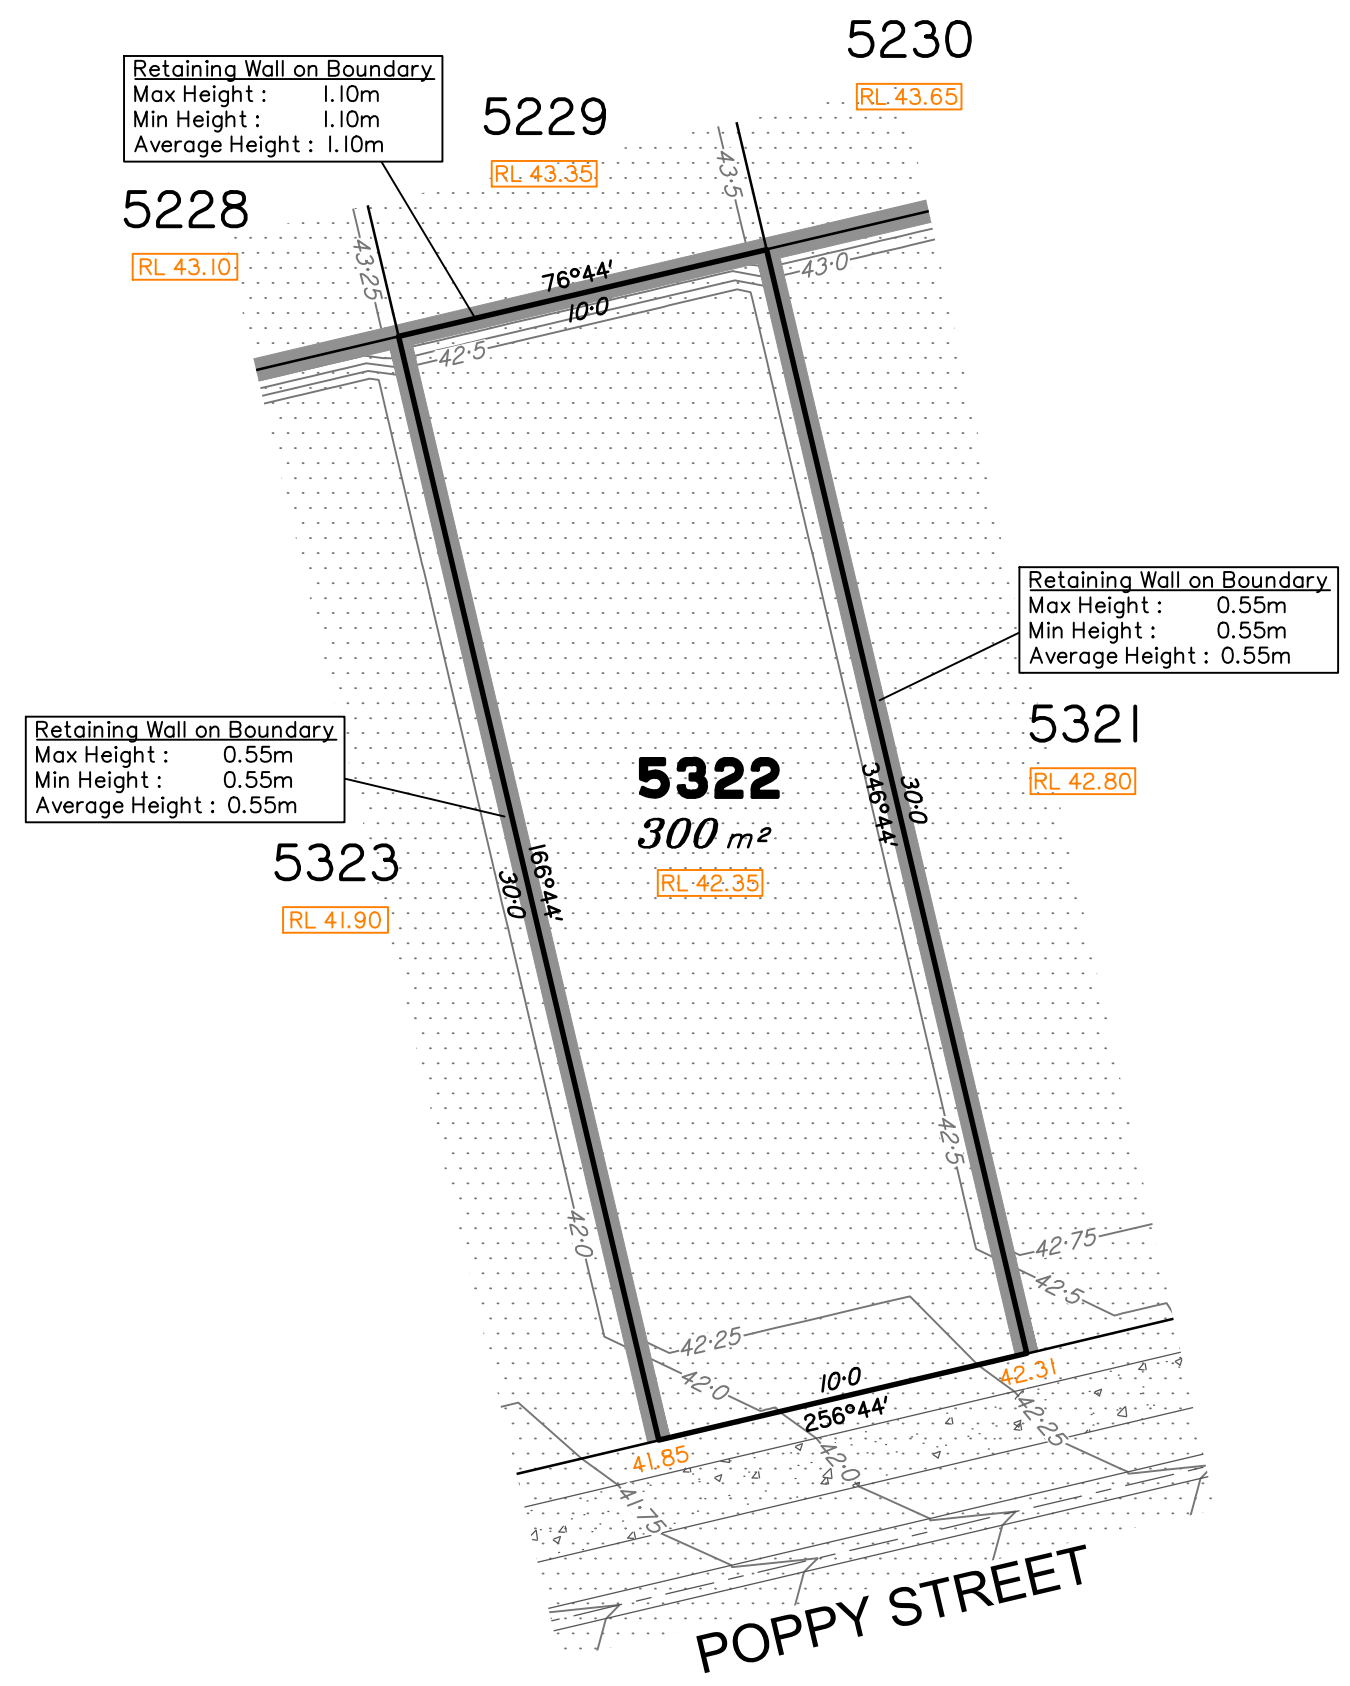 5230
RL 43.65
Retaining Wall on Boundary
Max Height : 1.10m
Min Height : 1.10m
Average Height : 1.10m
5229
RL 43.35
5228
RL 43.10
43·5
43·25
76°44'
10·0
43·0
42·5
Retaining Wall on Boundary
Max Height : 0.55m
Min Height : 0.55m
Average Height : 0.55m
5321
RL 42.80
Retaining Wall on Boundary
Max Height : 0.55m
Min Height : 0.55m
Average Height : 0.55m
5322
300 m²
RL 42.35
346°44'
30·0
5323
RL 41.90
166°44'
30·0
42·5
42·0
42·75
42·5
42·25
42·0
10·0
256°44'
42.31
41.85
42·25
42·0
41·75
POPPY STREET